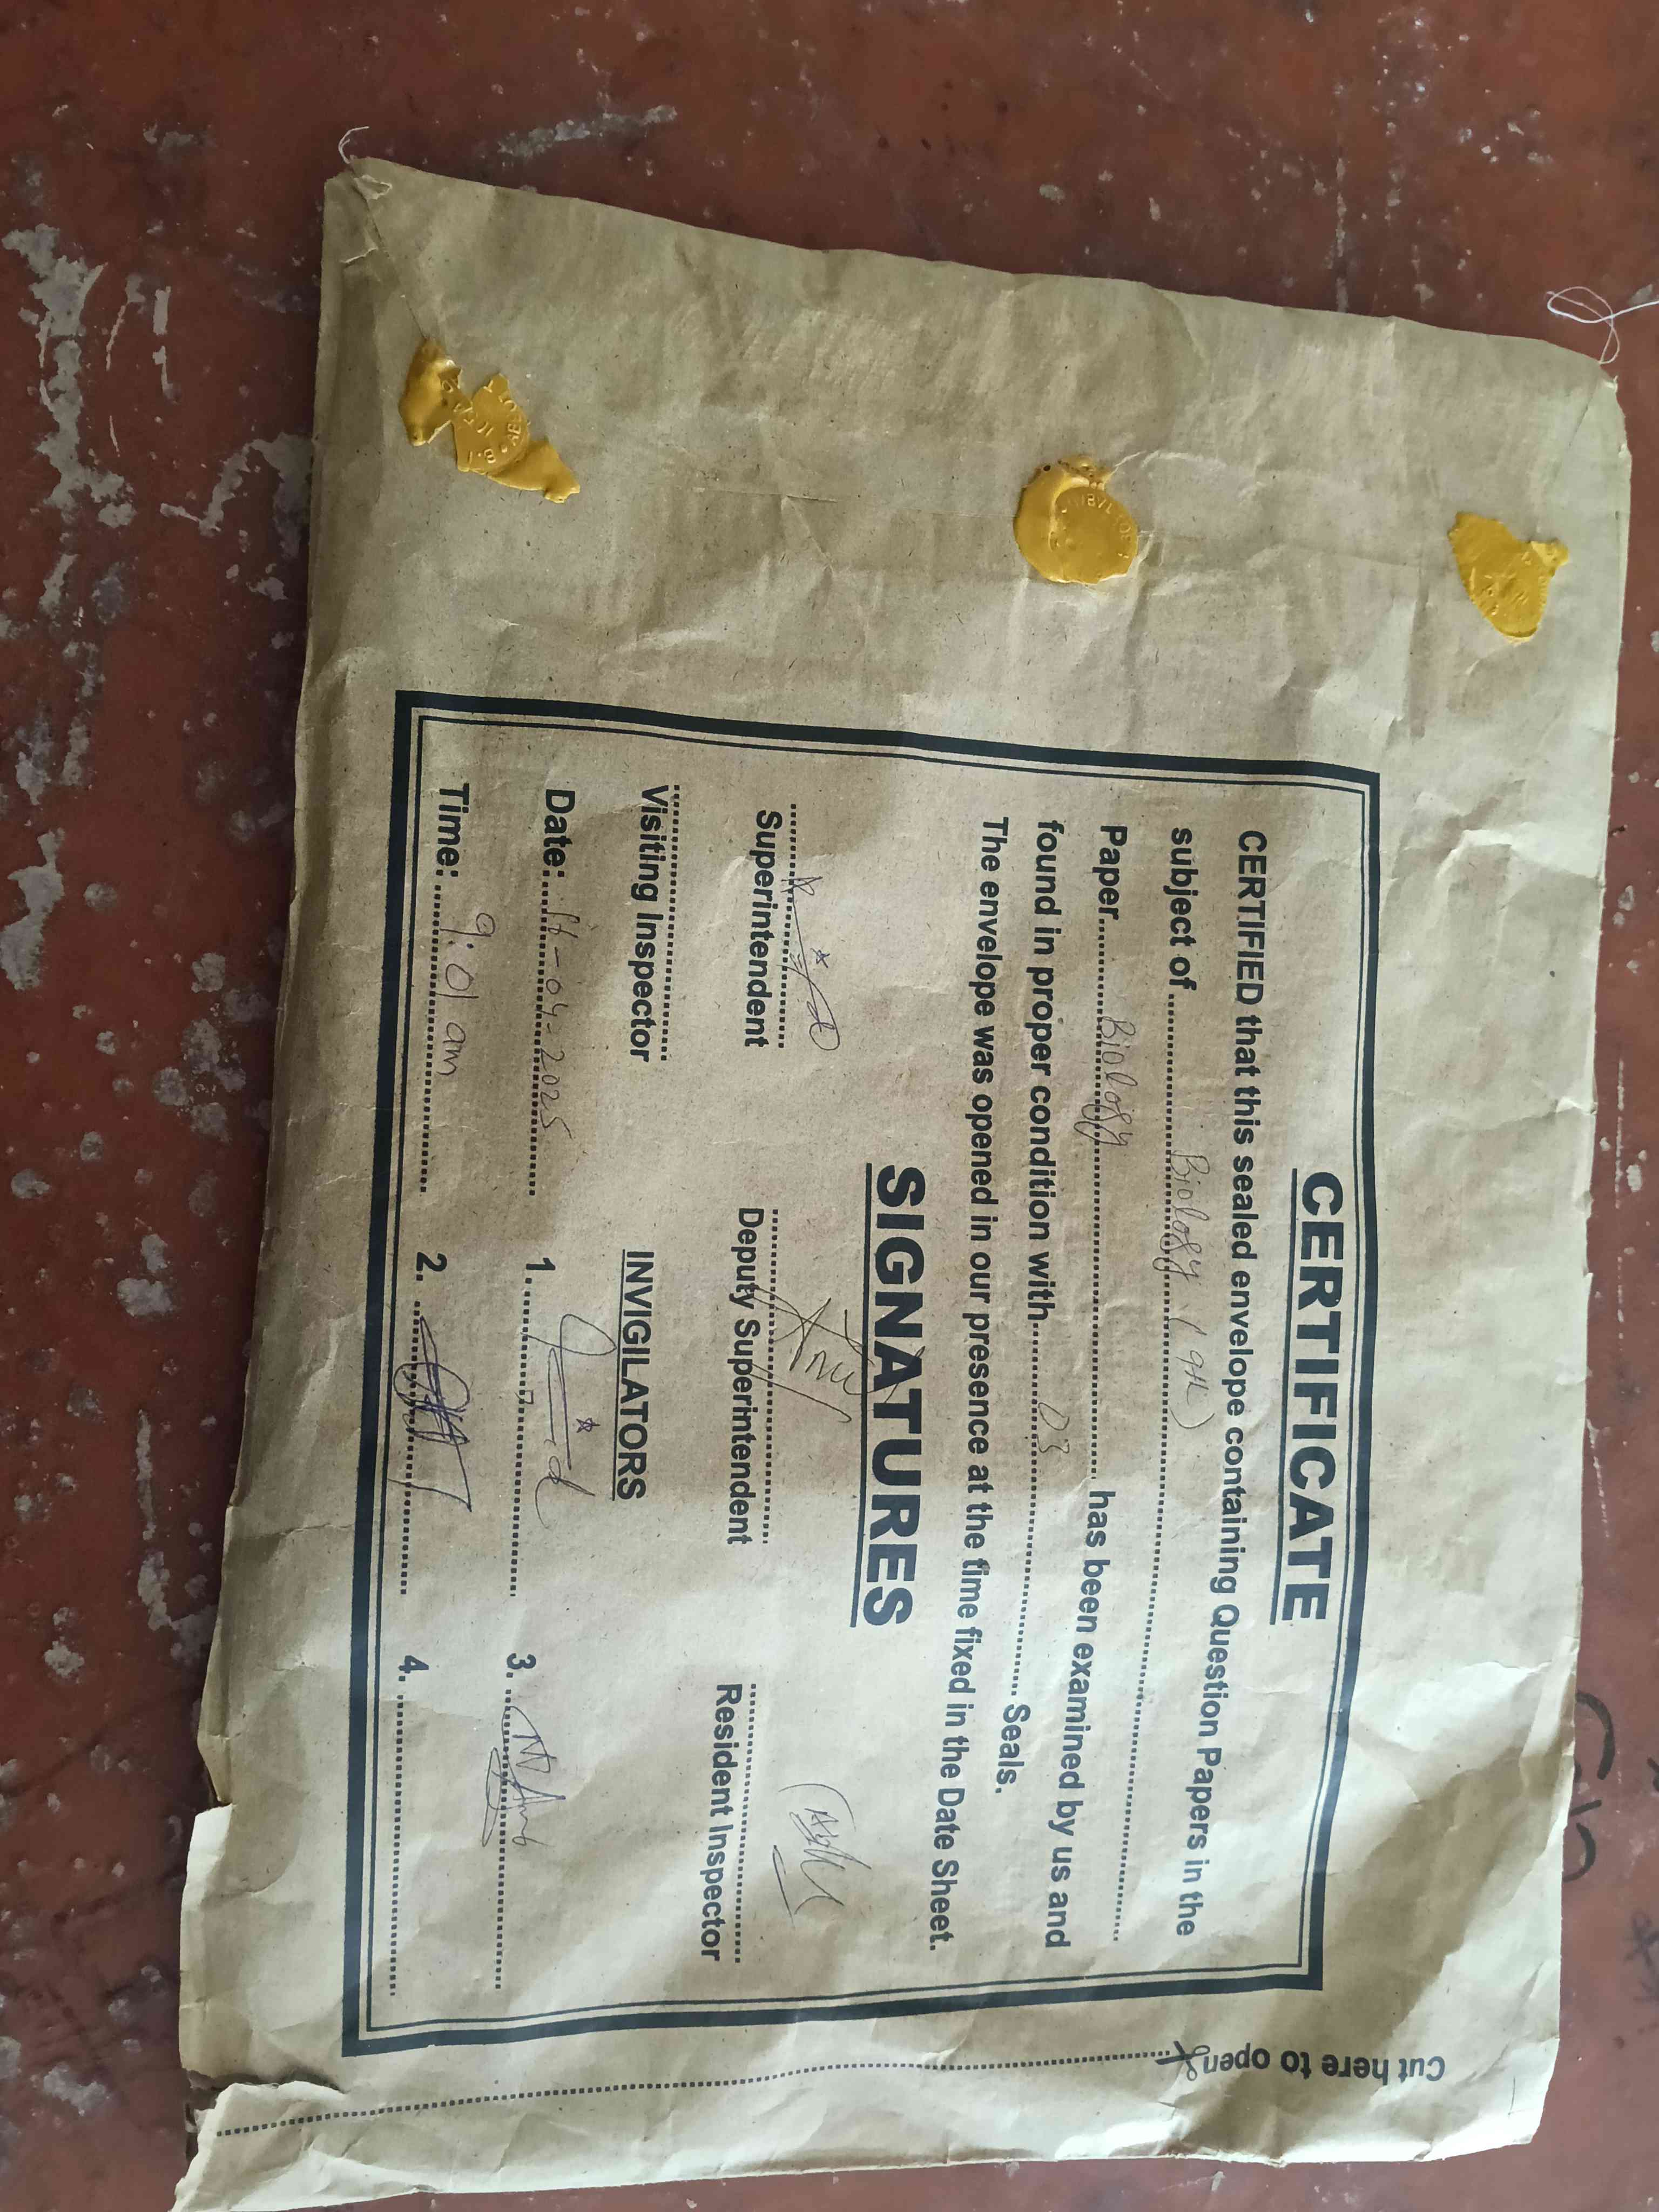 CERTIFICATE
CERTIFIED that this sealed envelope containing Question Papers in the
subject of.......... Biology (9th) ..........
Paper.......... Biology .......... has been examined by us and
found in proper condition with.......... 03 .......... Seals.
The envelope was opened in our presence at the time fixed in the Date Sheet.
SIGNATURES
Superintendent Deputy Superintendent Resident Inspector
Visiting Inspector INVIGILATORS
Date:.......... -04-2025 1. .......... 3. ..........
Time: .......... 9:01 am 2. .......... 4. ..........
Cut here to open